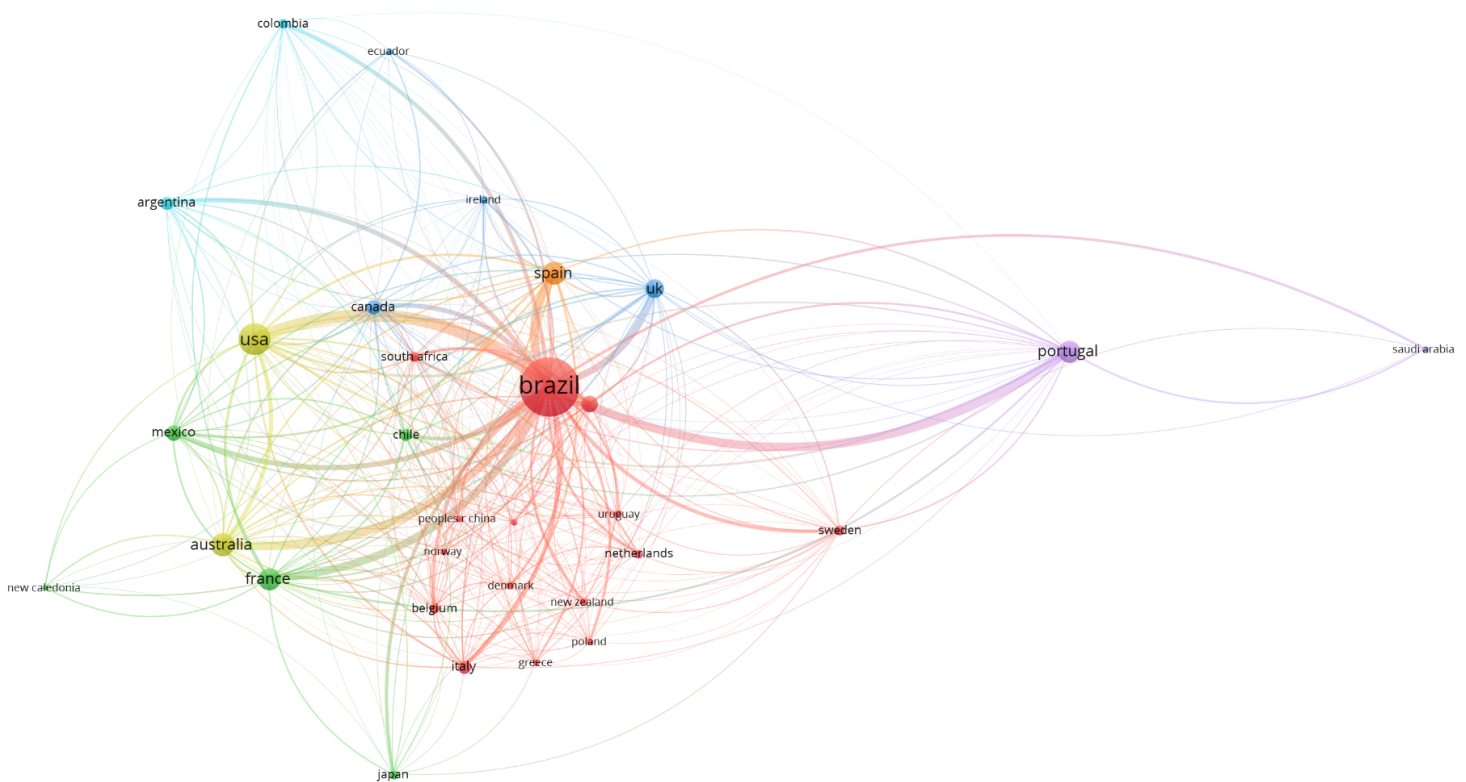 colombia
ecuador
argentina
ireland
spain
uk
canada
usa
south africa
portugal
saudi arabia
brazil
mexico
chile
peoples r china
uruguay
sweden
australia
norway
netherlands
france
denmark
new caledonia
belgium
new zealand
poland
italy
greece
japan